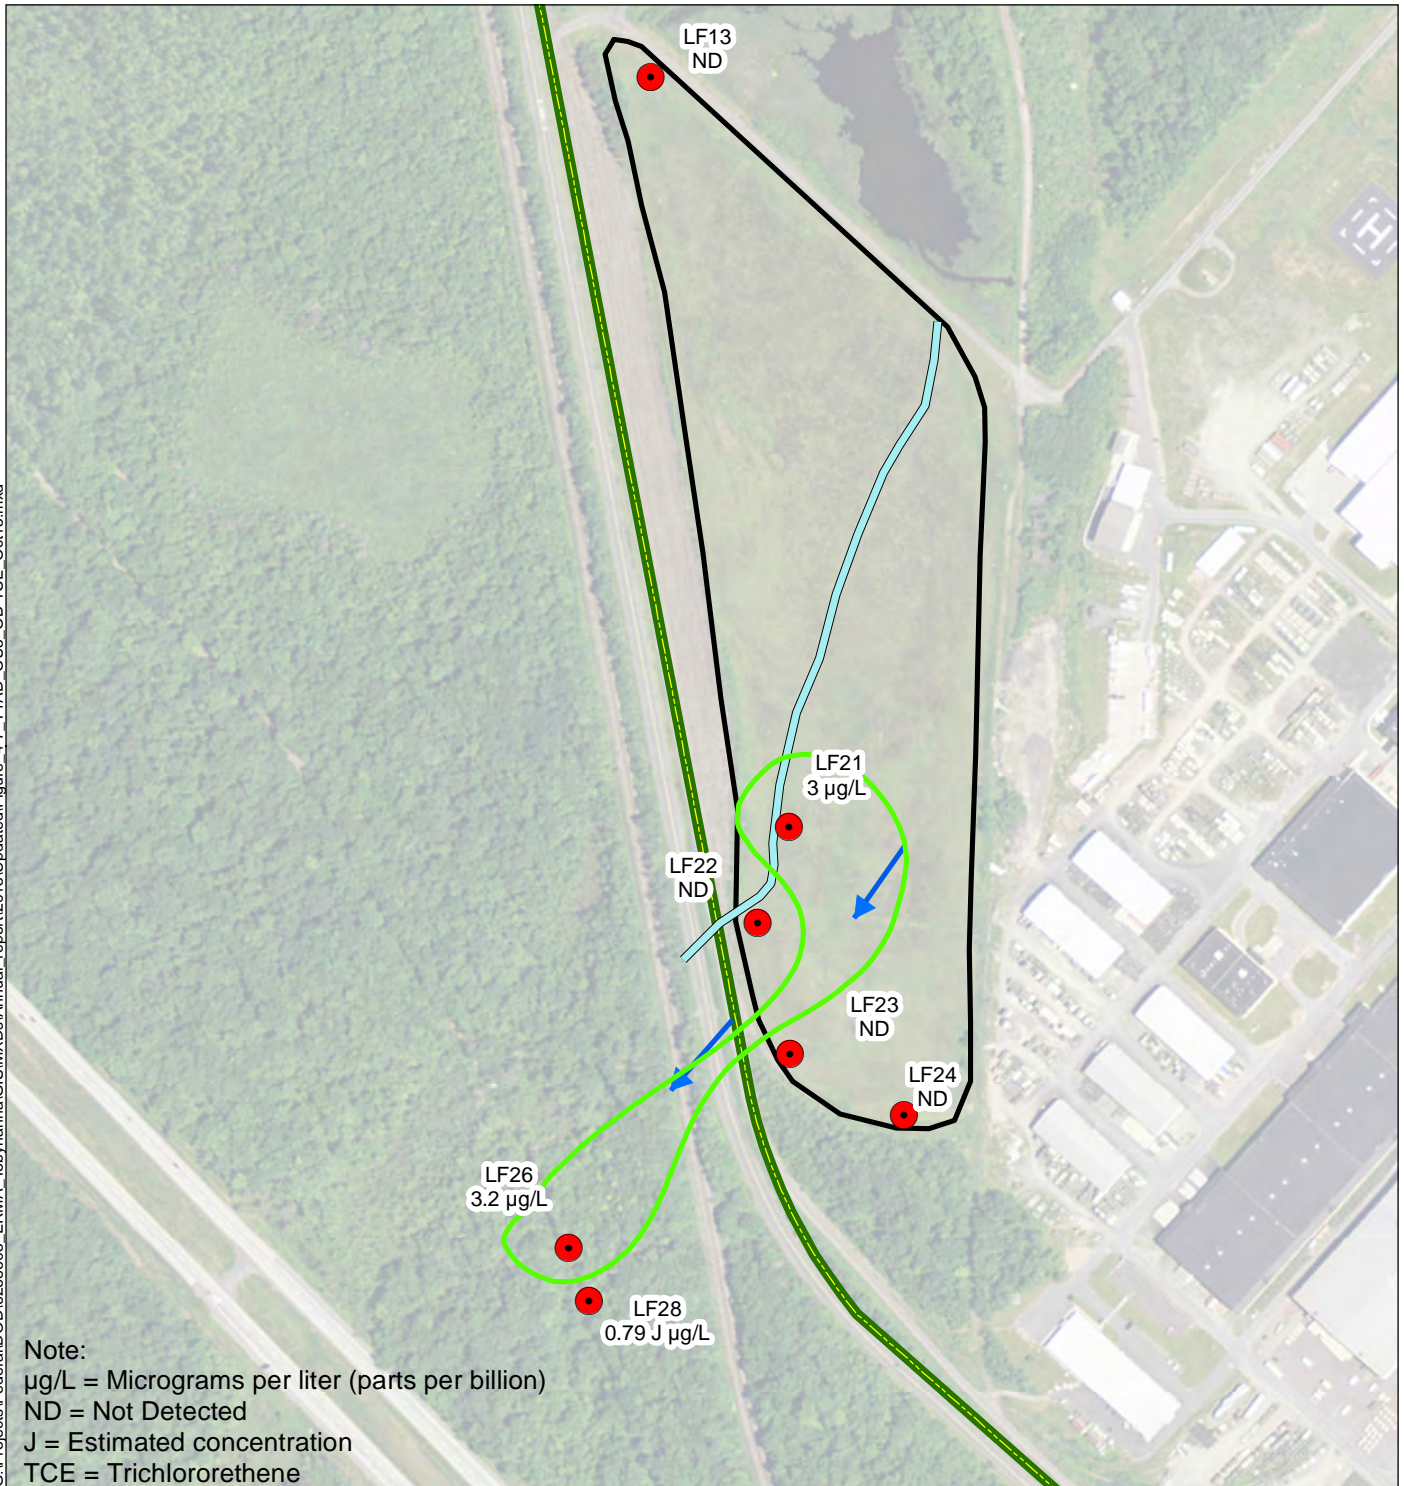 LF13
ND
LF21
3 µg/L
LF22
ND
LF23
ND
LF24
ND
LF26
3.2 µg/L
LF28
0.79 J µg/L
Note:
µg/L = Micrograms per liter (parts per billion)
ND = Not Detected
J = Estimated concentration
TCE = Trichlororethene
H